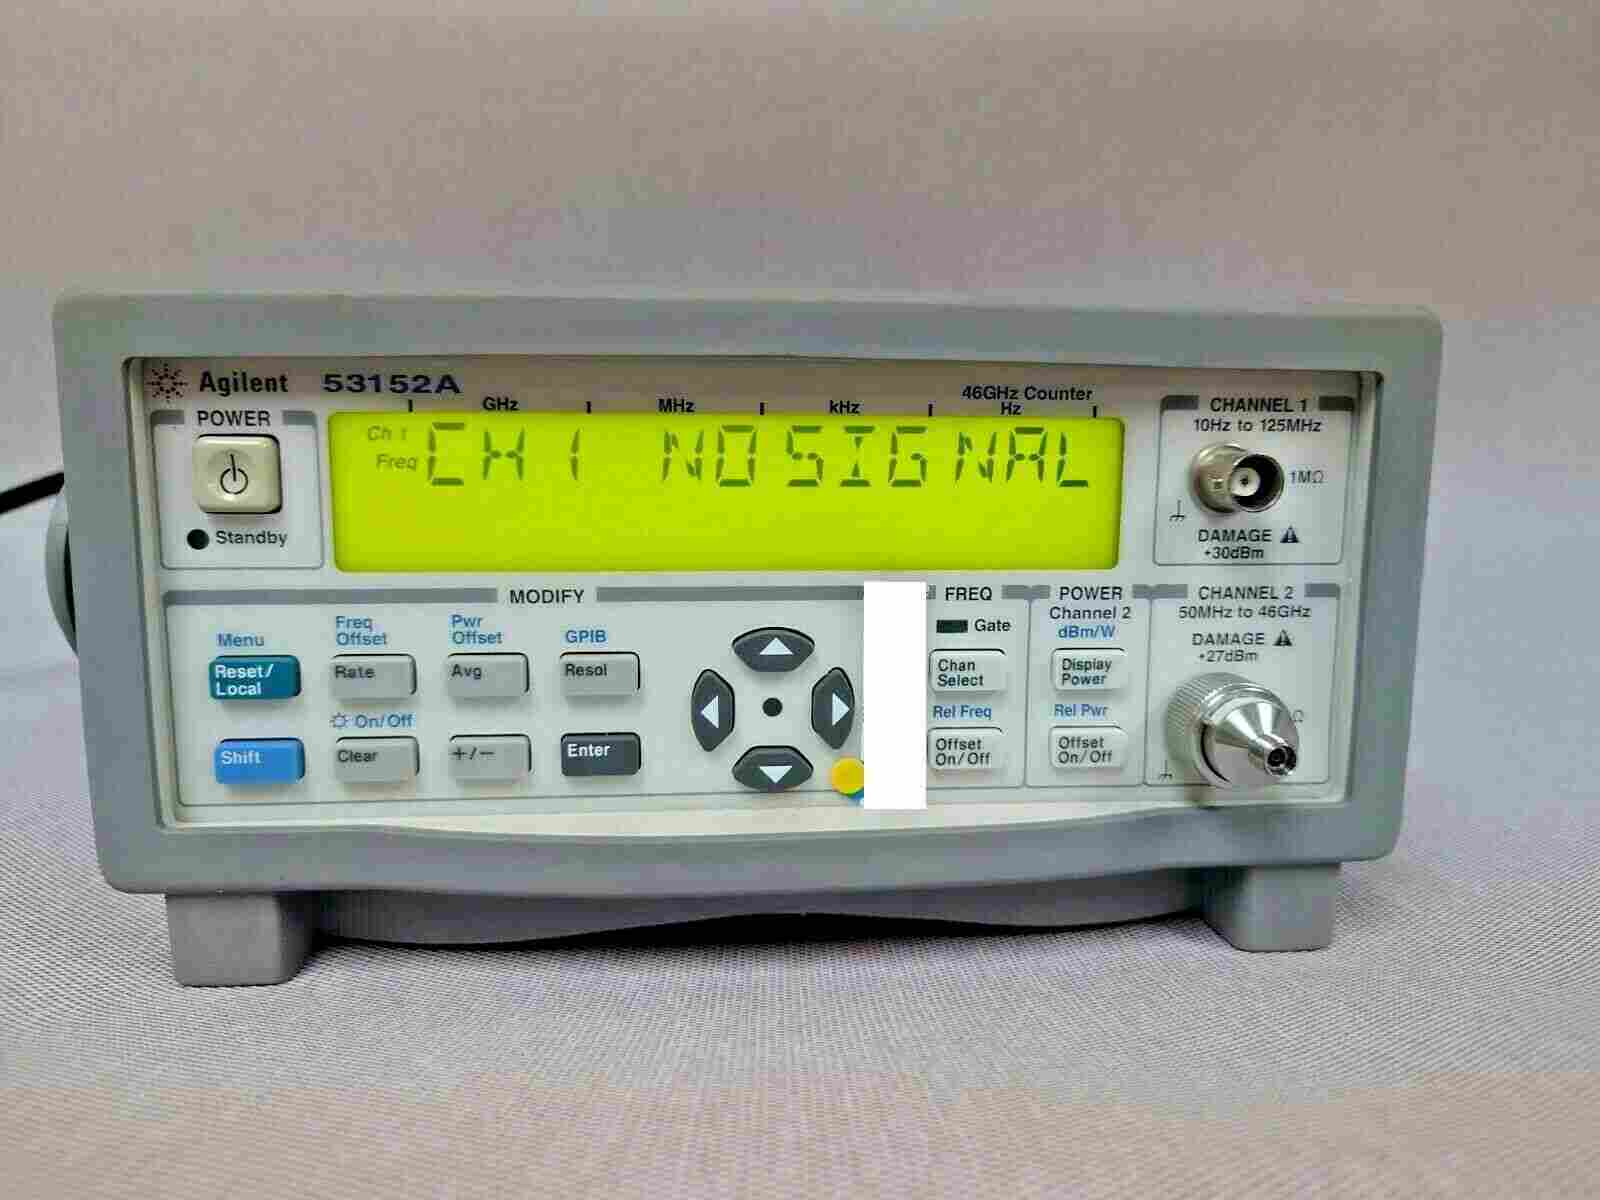 Agilent 53152A
46GHz Counter
GHz MHz kHz Hz
POWER
Standby
Ch 1
Freq
CH1 NO SIGNAL
CHANNEL 1
10Hz to 125MHz
1MΩ
DAMAGE
+30dBm
MODIFY
Menu
Reset/
Local
Freq
Offset
Rate
Pwr
Offset
Avg
GPIB
Resol
Shift
On/Off
Clear
+/−
Enter
FREQ
Gate
Chan
Select
Rel Freq
Offset
On/Off
POWER
Channel 2
dBm/W
Display
Power
Rel Pwr
Offset
On/Off
CHANNEL 2
50MHz to 46GHz
DAMAGE
+27dBm
Ω